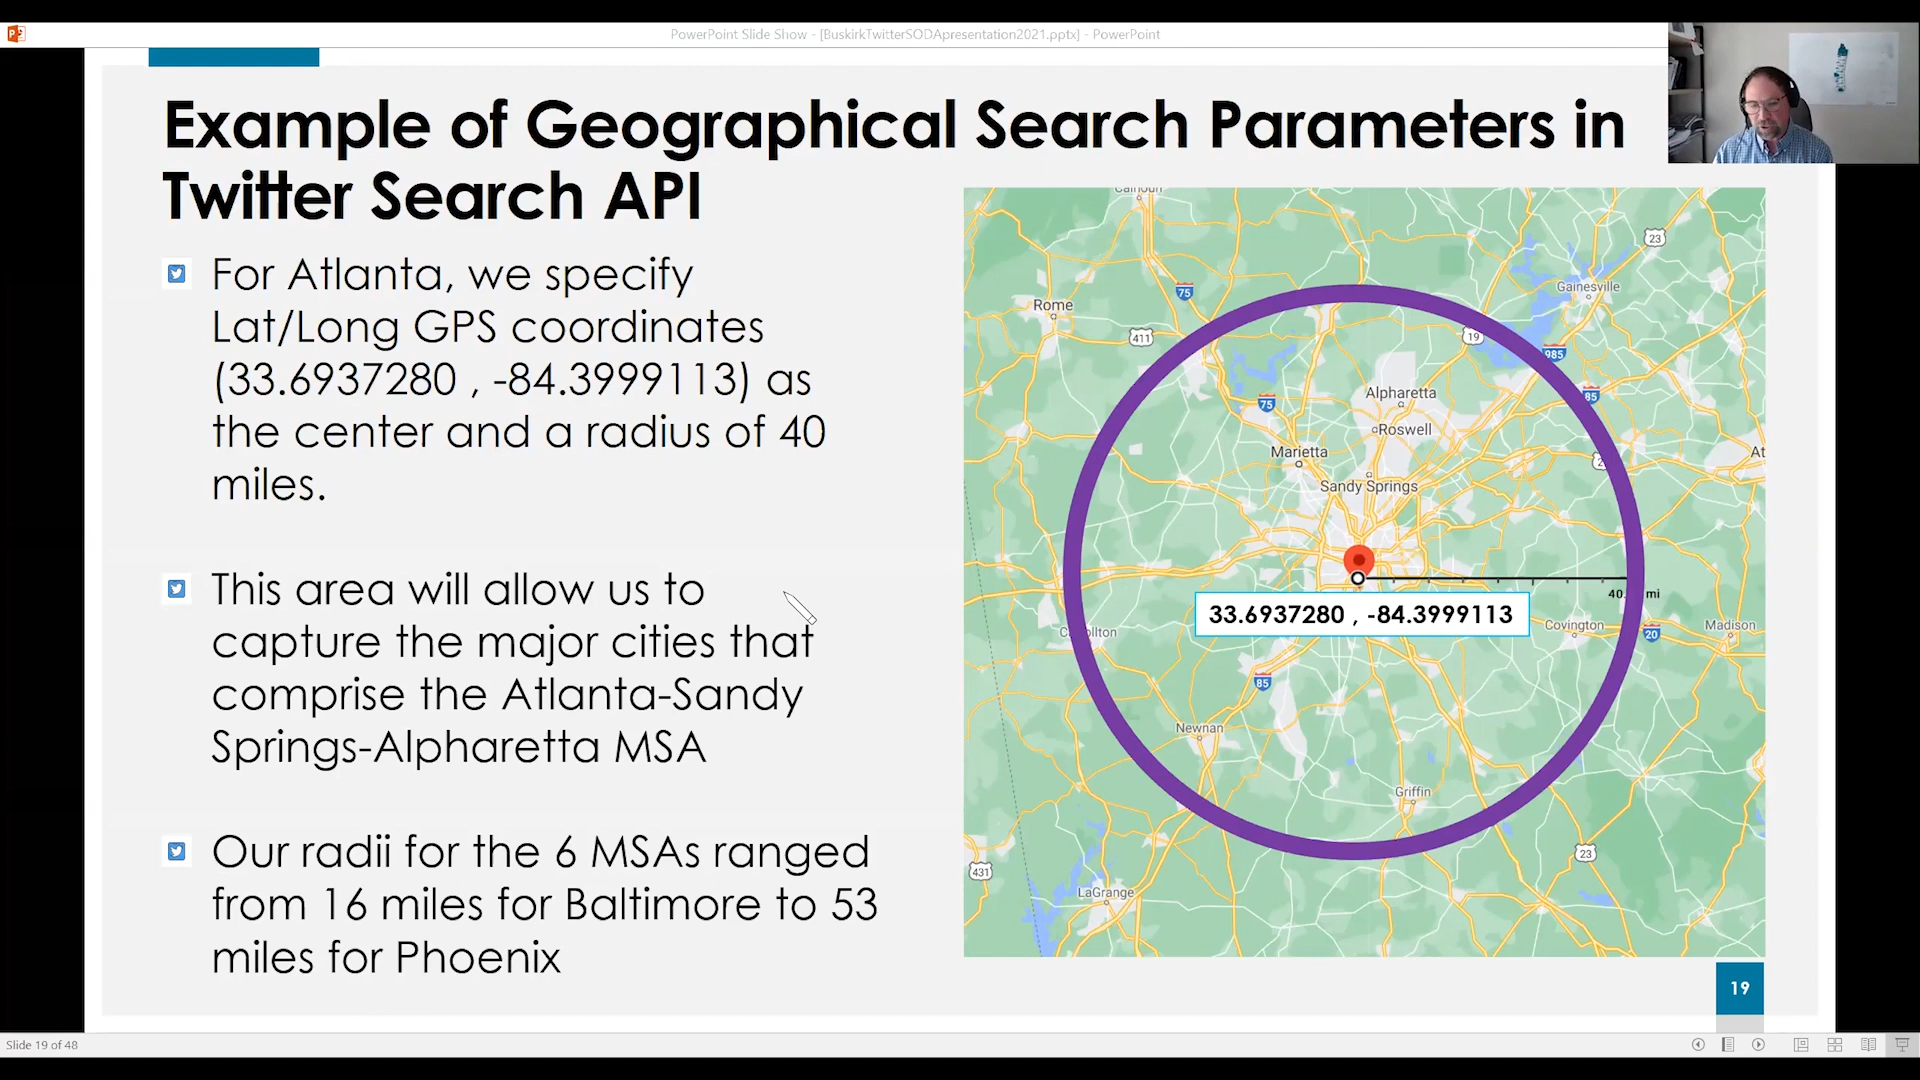 PowerPoint Slide Show - [BuskirkTwitterSODApresentation2021.pptx] - PowerPoint
Example of Geographical Search Parameters in
Twitter Search API
For Atlanta, we specify
Lat/Long GPS coordinates
(33.6937280 , -84.3999113) as
the center and a radius of 40
miles.
This area will allow us to
capture the major cities that
comprise the Atlanta-Sandy
Springs-Alpharetta MSA
Our radii for the 6 MSAs ranged
from 16 miles for Baltimore to 53
miles for Phoenix
Calhoun
23
Gainesville
75
Rome
411
19
985
75
Alpharetta
85
Roswell
Marietta
At
Sandy Springs
40. mi
33.6937280 , -84.3999113
Covington
Madison
20
85
Newnan
Griffin
23
431
LaGrange
19
Slide 19 of 48